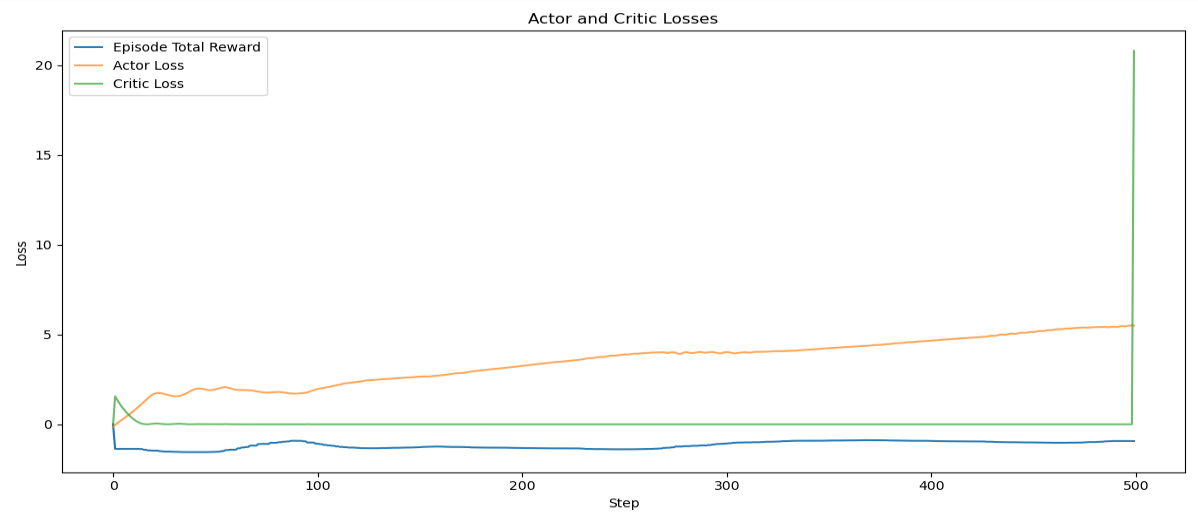 Actor and Critic Losses
Episode Total Reward
Actor Loss
Critic Loss
20
15
10
5
0
Loss
0 100 200 300 400 500
Step